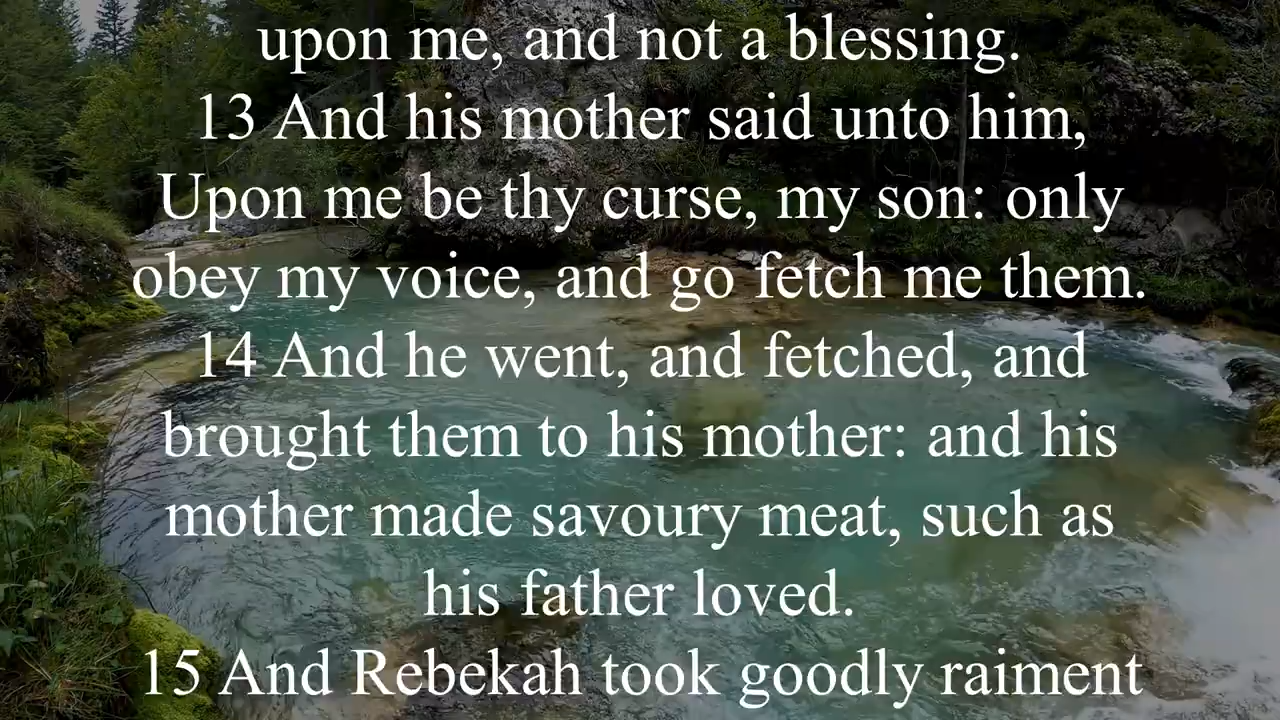 upon me, and not a blessing.
13 And his mother said unto him,
Upon me be thy curse, my son: only
obey my voice, and go fetch me them.
14 And he went, and fetched, and
brought them to his mother: and his
mother made savoury meat, such as
his father loved.
15 And Rebekah took goodly raiment